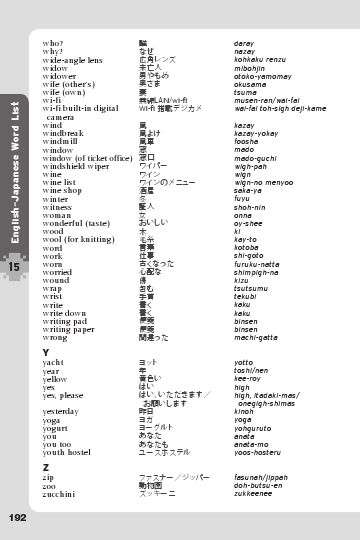 who? 誰 daray
why? なぜ nazay
wide-angle lens 広角レンズ kohkaku renzu
widow 未亡人 mibohjin
widower 男やもめ otoko-yamomay
wife (other's) 奥さま okusama
wife (own) 妻 tsuma
wi-fi 無線LAN/wi-fi musen-ran/wai-fai
wi-fi built-in digital wi-fi 搭載デジカメ wai-fai toh-sigh deji-kame
camera
wind 風 kazay
windbreak 風よけ kazay-yokay
windmill 風車 foosha
window 窓 mado
window (of ticket office) 窓口 mado-guchi
windshield wiper ワイパー wigh-pah
wine ワイン wign
wine list ワインのメニュー wign-no menyoo
wine shop 酒屋 saka-ya
winter 冬 fuyu
witness 証人 shoh-nin
woman 女 onna
wonderful (taste) おいしい oy-shee
wood 木 ki
wool (for knitting) 毛糸 kay-to
word 言葉 kotoba
work 仕事 shi-goto
worn 古くなった furuku-natta
worried 心配な shimpigh-na
wound 傷 kizu
wrap 包む tsutsumu
wrist 手首 tekubi
write 書く kaku
write down 書く kaku
writing pad 便箋 binsen
writing paper 便箋 binsen
wrong 間違った machi-gatta
Y
yacht ヨット yotto
year 年 toshi/nen
yellow 黄色い kee-roy
yes はい high
yes, please はい、いただきます／ high, itadaki-mas/
お願いします onegigh-shimas
yesterday 昨日 kinoh
yoga ヨガ yoga
yogurt ヨーグルト yohguruto
you あなた anata
you too あなたも anata-mo
youth hostel ユースホステル yoos-hosteru
Z
zip ファスナー／ジッパー fasunah/jippah
zoo 動物園 doh-butsu-en
zucchini ズッキーニ zukkeenee
English–Japanese Word List
15
192